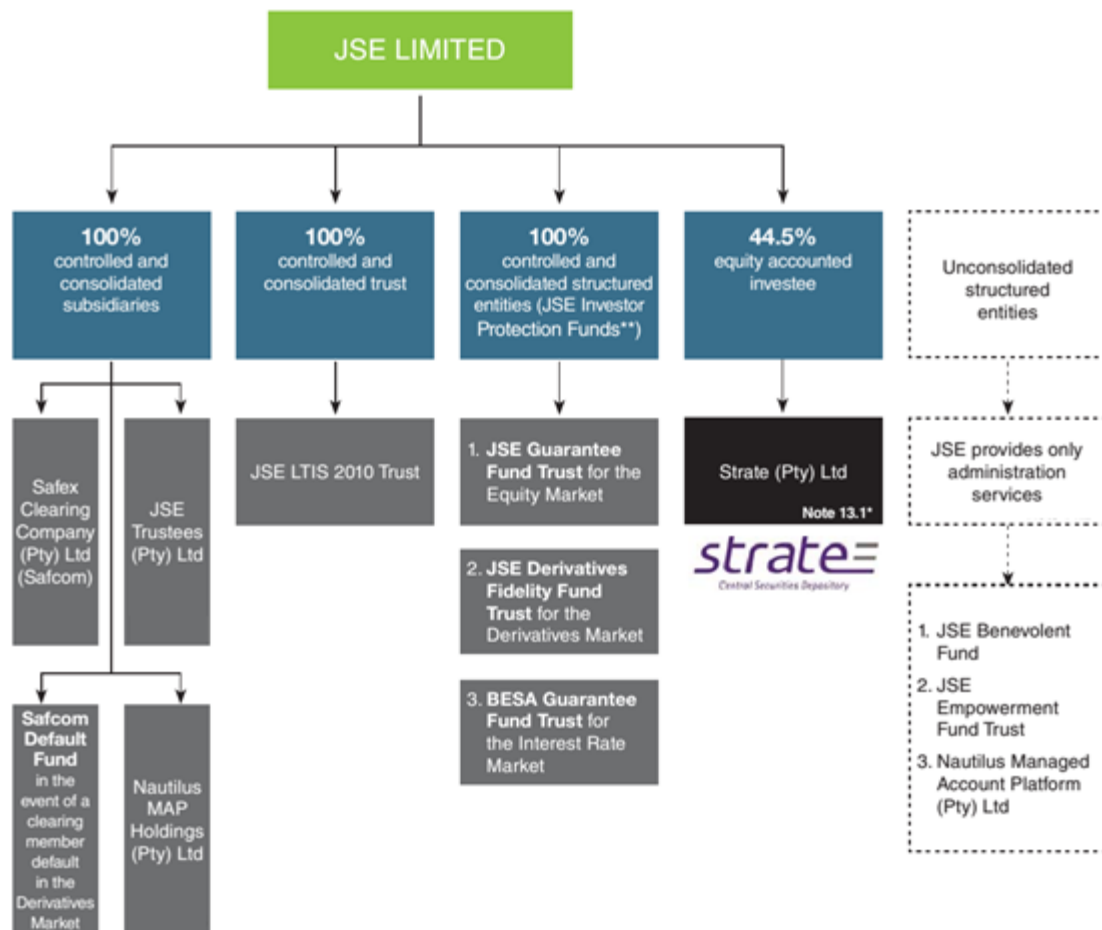 JSE LIMITED
100%
controlled and
consolidated
subsidiaries
100%
controlled and
consolidated trust
100%
controlled and
consolidated structured
entities (JSE Investor
Protection Funds**)
44.5%
equity accounted
investee
Unconsolidated
structured
entities
Safex
Clearing
Company
(Pty) Ltd
(Safcom)
JSE
Trustees
(Pty) Ltd
JSE LTIS 2010 Trust
1. JSE Guarantee
Fund Trust for the
Equity Market
Strate (Pty) Ltd
Note 13.1*
strate
Central Securities Depository
JSE provides only
administration
services
2. JSE Derivatives
Fidelity Fund
Trust for the
Derivatives Market
3. BESA Guarantee
Fund Trust for
the Interest Rate
Market
1. JSE Benevolent
Fund
2. JSE
Empowerment
Fund Trust
3. Nautilus Managed
Account Platform
(Pty) Ltd
Safcom
Default
Fund
in the
event of a
clearing
member
default
in the
Derivatives
Market
Nautilus
MAP
Holdings
(Pty) Ltd